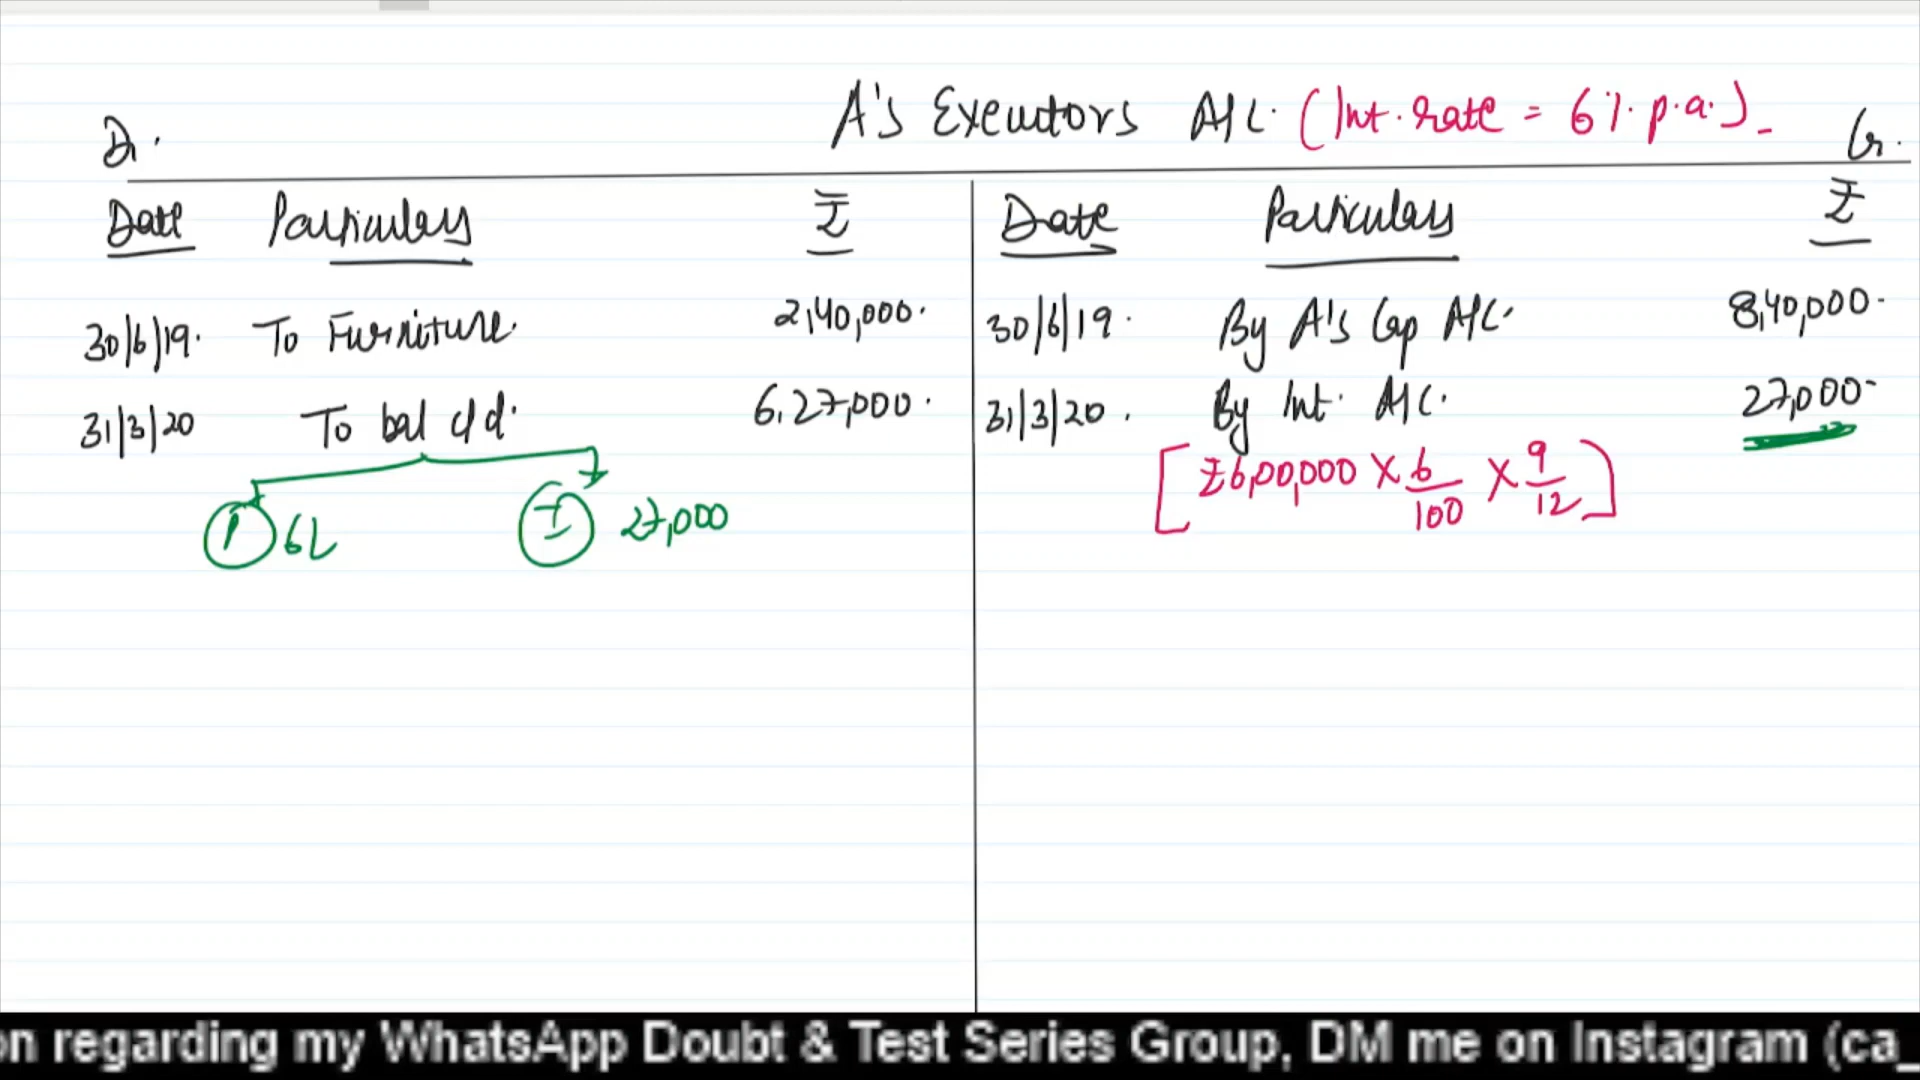 A's Executors A/C. (Int. rate = 6% p.a.)
Dr. Cr.
Date Particulars ₹ Date Particulars ₹
30/6/19. To Furniture. 2,40,000. 30/6/19. By A's Cap A/C. 8,40,000.
31/3/20 To bal c/d. 6,27,000. 31/3/20. By Int. A/C. 27,000
[₹6,00,000 X 6/100 X 9/12]
P 6L I 27,000
on regarding my WhatsApp Doubt & Test Series Group, DM me on Instagram (ca_